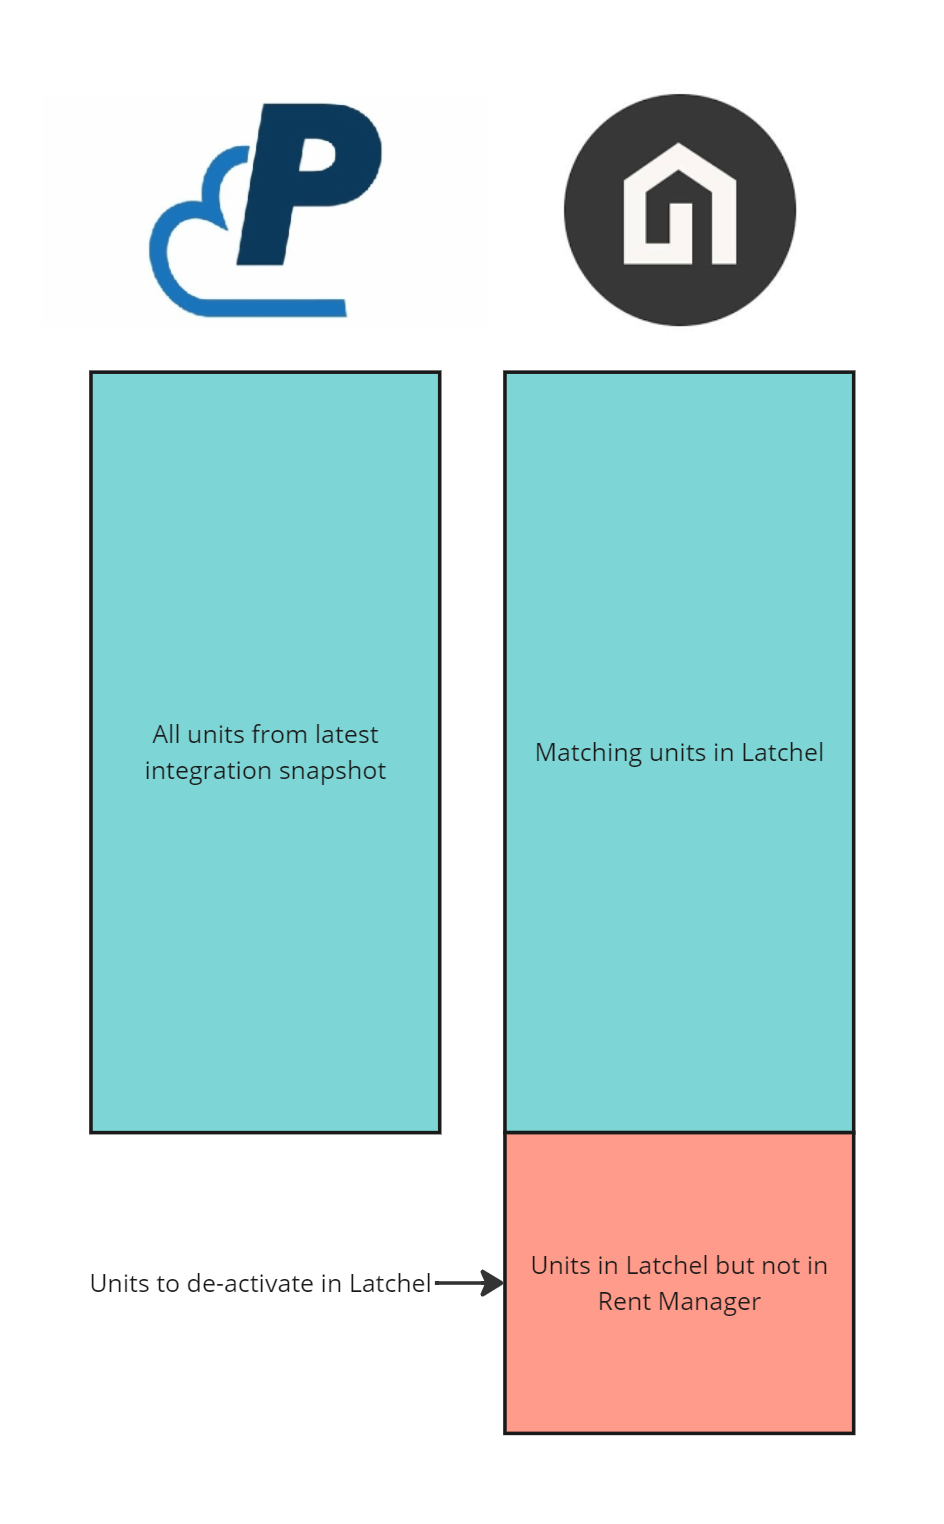 P
All units from latest
integration snapshot
Matching units in Latchel
Units to de-activate in Latchel
Units in Latchel but not in
Rent Manager